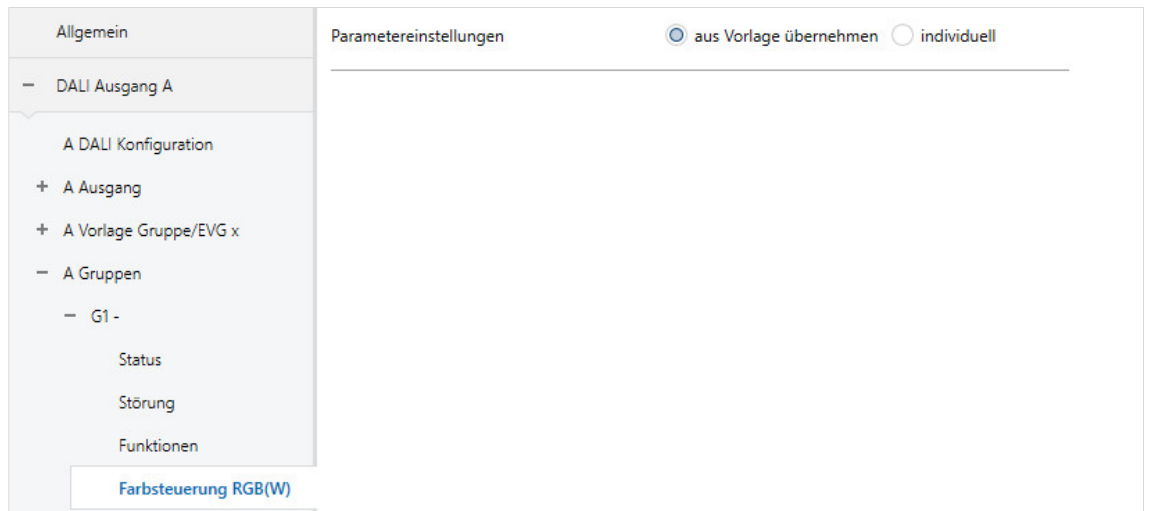 Allgemein
Parametereinstellungen aus Vorlage übernehmen individuell
− DALI Ausgang A
A DALI Konfiguration
+ A Ausgang
+ A Vorlage Gruppe/EVG x
− A Gruppen
− G1 -
Status
Störung
Funktionen
Farbsteuerung RGB(W)